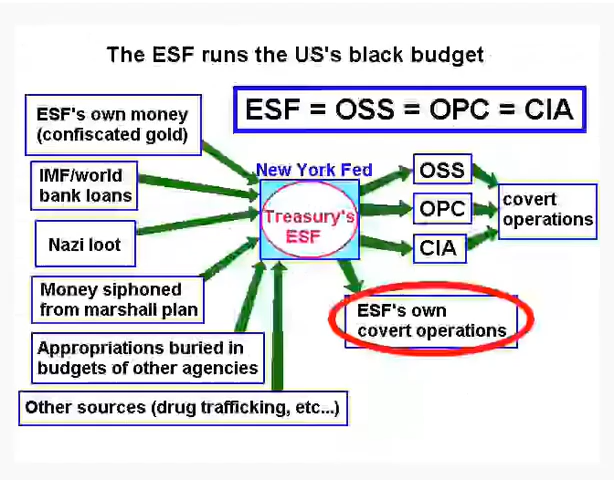 The ESF runs the US's black budget
ESF = OSS = OPC = CIA
ESF's own money
(confiscated gold)
IMF/world
bank loans
Nazi loot
Money siphoned
from marshall plan
Appropriations buried in
budgets of other agencies
Other sources (drug trafficking, etc...)
New York Fed
Treasury's
ESF
OSS
OPC
CIA
covert
operations
ESF's own
covert operations